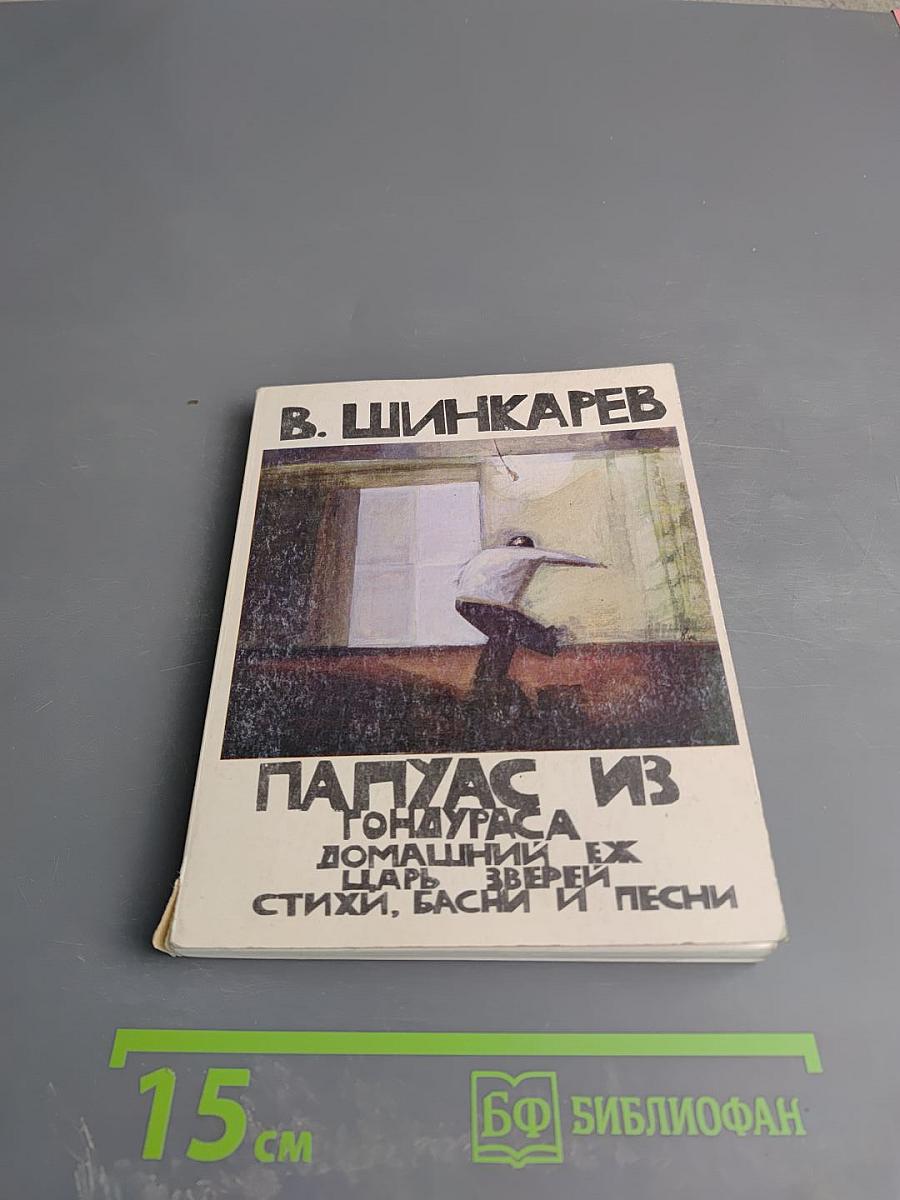 В. ШИНКАРЕВ
ПАПУАС ИЗ
ГОНДУРАСА
ДОМАШНИЙ ЕЖ
ЦАРЬ ЗВЕРЕЙ
СТИХИ, БАСНИ И ПЕСНИ
15 см
БФ БИБЛИОФАН